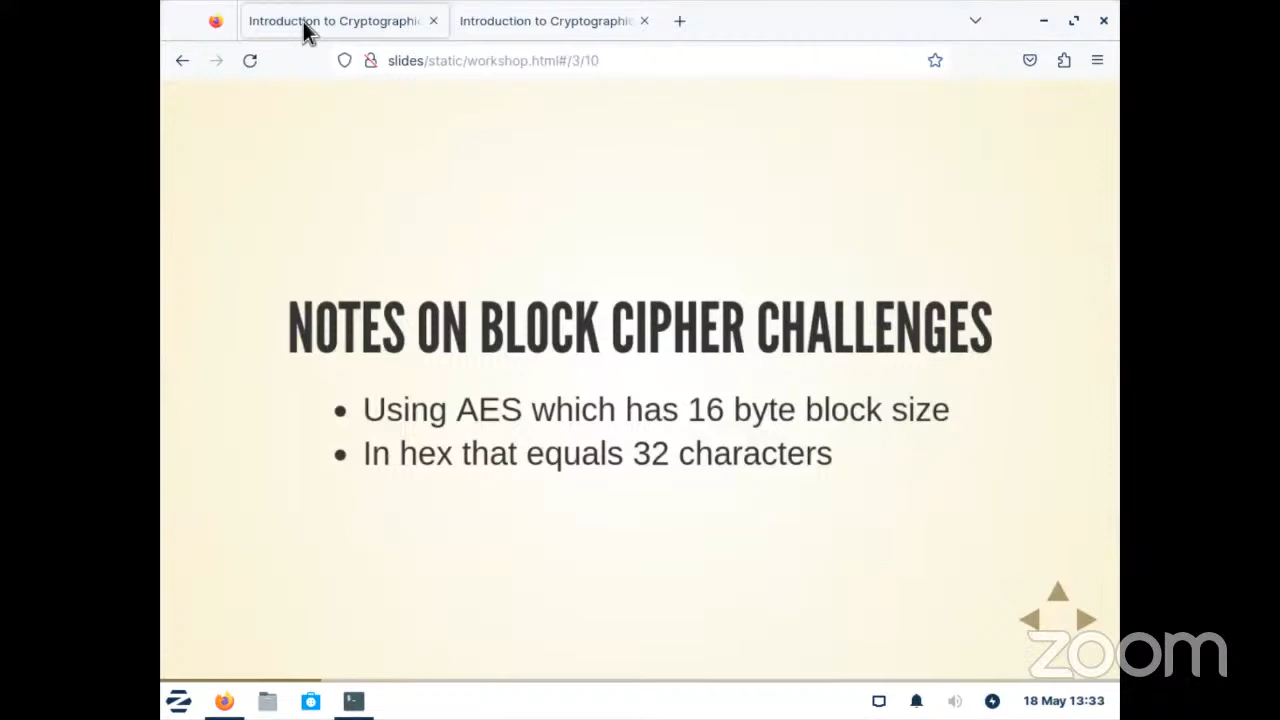 Introduction to Cryptographic
Introduction to Cryptographic
slides/static/workshop.html#/3/10
NOTES ON BLOCK CIPHER CHALLENGES
Using AES which has 16 byte block size
In hex that equals 32 characters
zoom
18 May 13:33